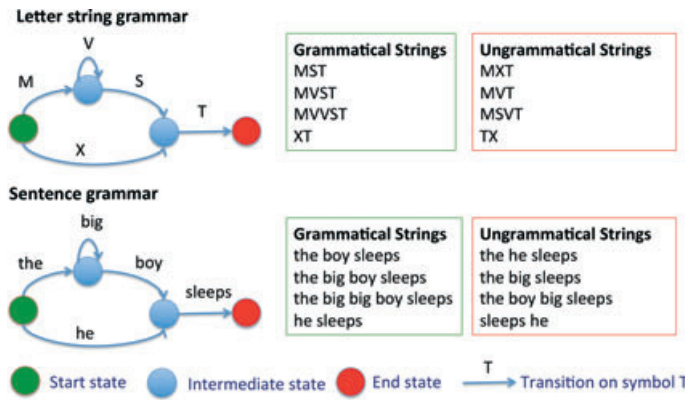 Letter string grammar
V
M
S
T
X
Grammatical Strings
MST
MVST
MVVST
XT
Ungrammatical Strings
MXT
MVT
MSVT
TX
Sentence grammar
big
the
boy
sleeps
he
Grammatical Strings
the boy sleeps
the big boy sleeps
the big big boy sleeps
he sleeps
Ungrammatical Strings
the he sleeps
the big sleeps
the boy big sleeps
sleeps he
Start state
Intermediate state
End state
T
Transition on symbol T